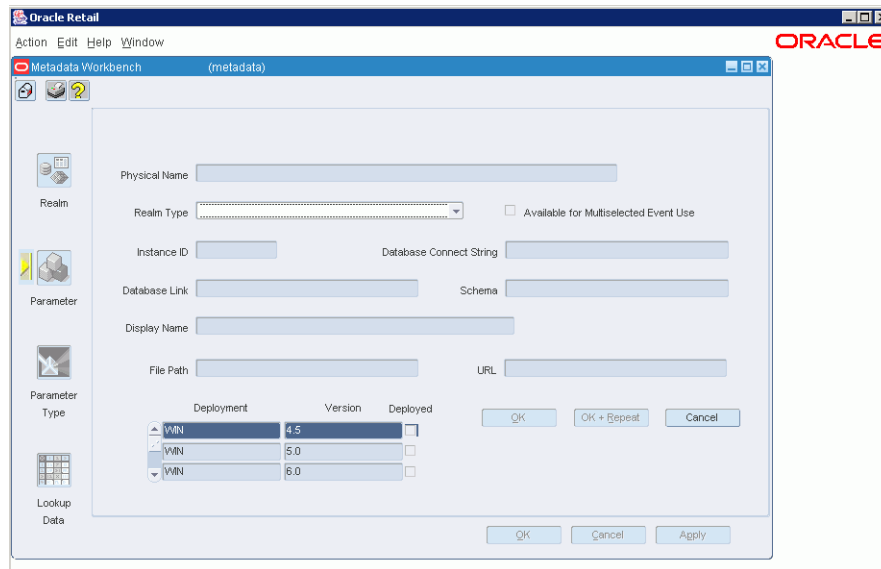 Oracle Retail
Action Edit Help Window
ORACLE
Metadata Workbench (metadata)
Physical Name
Realm
Realm Type
Available for Multiselected Event Use
Instance ID
Database Connect String
Parameter
Database Link
Schema
Display Name
File Path
URL
Parameter
Type
Deployment Version Deployed
OK OK + Repeat Cancel
WIN 4.5
WIN 5.0
WIN 6.0
Lookup
Data
OK Cancel Apply